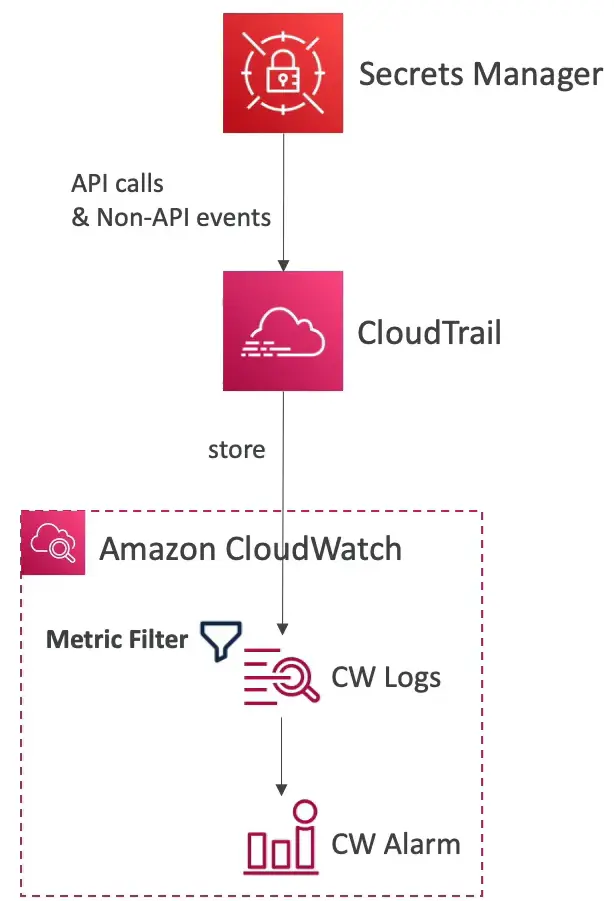 Secrets Manager
API calls
& Non-API events
CloudTrail
store
Amazon CloudWatch
Metric Filter
CW Logs
CW Alarm